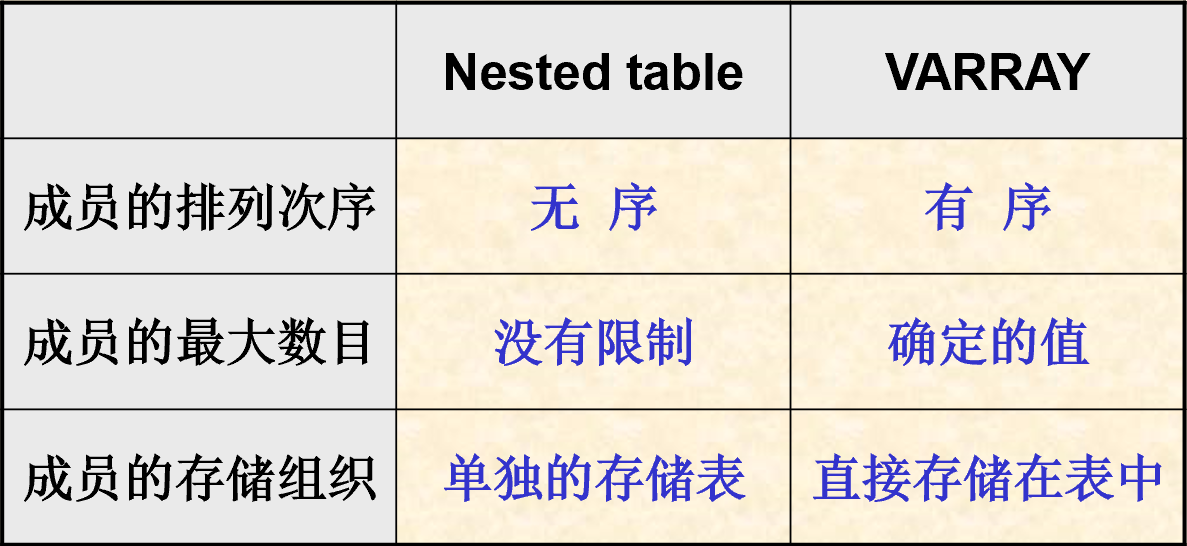 Nested table VARRAY
成员的排列次序 无 序 有 序
成员的最大数目 没有限制 确定的值
成员的存储组织 单独的存储表 直接存储在表中